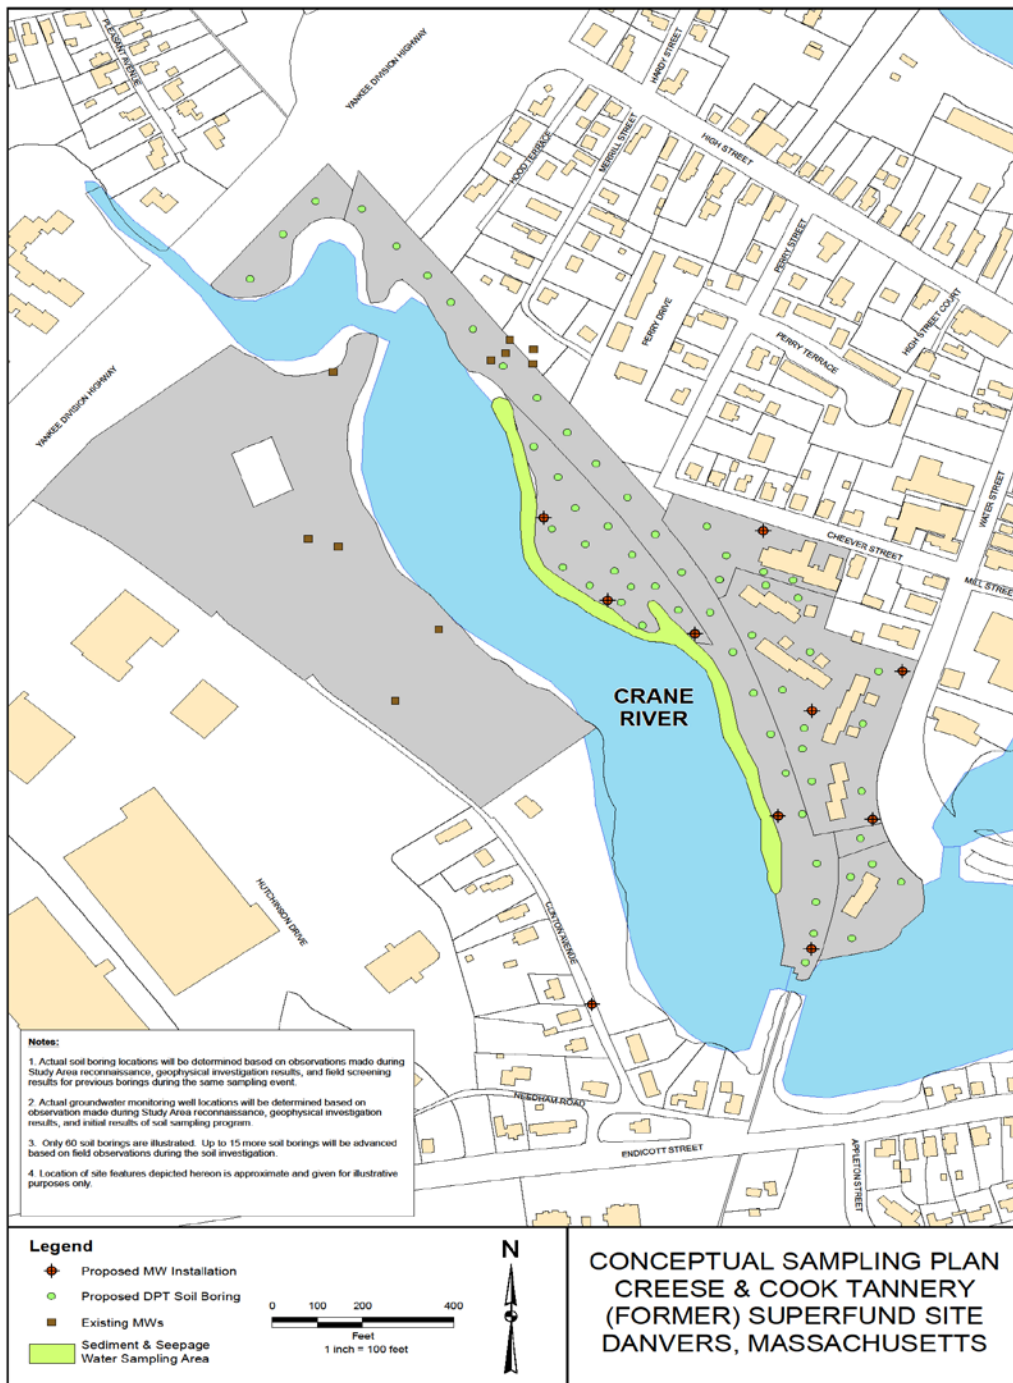 PLEASANT AVENUE
YANKEE DIVISION HIGHWAY
HARDY STREET
HIGH STREET
HOOD TERRACE
MERRILL STREET
PERRY STREET
PERRY DRIVE
HIGH STREET COURT
PERRY TERRACE
YANKEE DIVISION HIGHWAY
WATER STREET
CHEEVER STREET
MILL STREET
CRANE
RIVER
HUTCHINSON DRIVE
CLINTON AVENUE
NEEDHAM ROAD
ENDICOTT STREET
APPLETON STREET
Notes:
1. Actual soil boring locations will be determined based on observations made during
Study Area reconnaissance, geophysical investigation results, and field screening
results for previous borings during the same sampling event.
2. Actual groundwater monitoring well locations will be determined based on
observation made during Study Area reconnaissance, geophysical investigation
results, and initial results of soil sampling program.
3. Only 60 soil borings are illustrated. Up to 15 more soil borings will be advanced
based on field observations during the soil investigation.
4. Location of site features depicted hereon is approximate and given for illustrative
purposes only.
Legend
Proposed MW Installation
Proposed DPT Soil Boring
Existing MWs
Sediment & Seepage
Water Sampling Area
0 100 200 400
Feet
1 inch = 100 feet
N
CONCEPTUAL SAMPLING PLAN
CREESE & COOK TANNERY
(FORMER) SUPERFUND SITE
DANVERS, MASSACHUSETTS